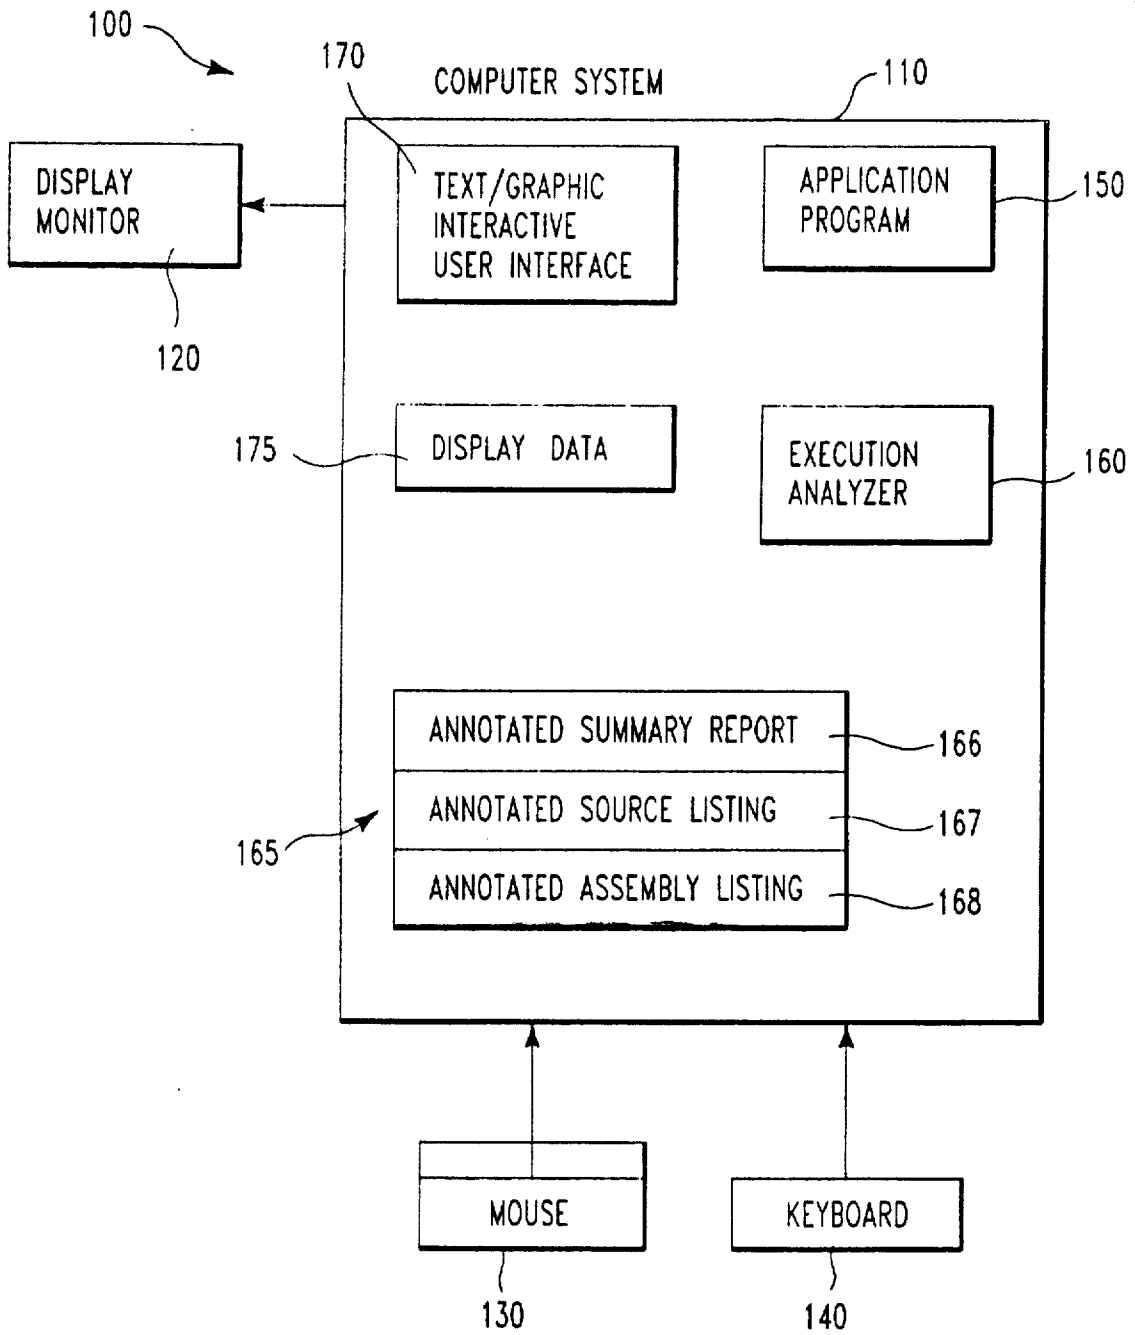 100
170
COMPUTER SYSTEM
110
DISPLAY
MONITOR
120
TEXT/GRAPHIC
INTERACTIVE
USER INTERFACE
APPLICATION
PROGRAM
150
175
DISPLAY DATA
EXECUTION
ANALYZER
160
165
ANNOTATED SUMMARY REPORT
166
ANNOTATED SOURCE LISTING
167
ANNOTATED ASSEMBLY LISTING
168
MOUSE
130
KEYBOARD
140